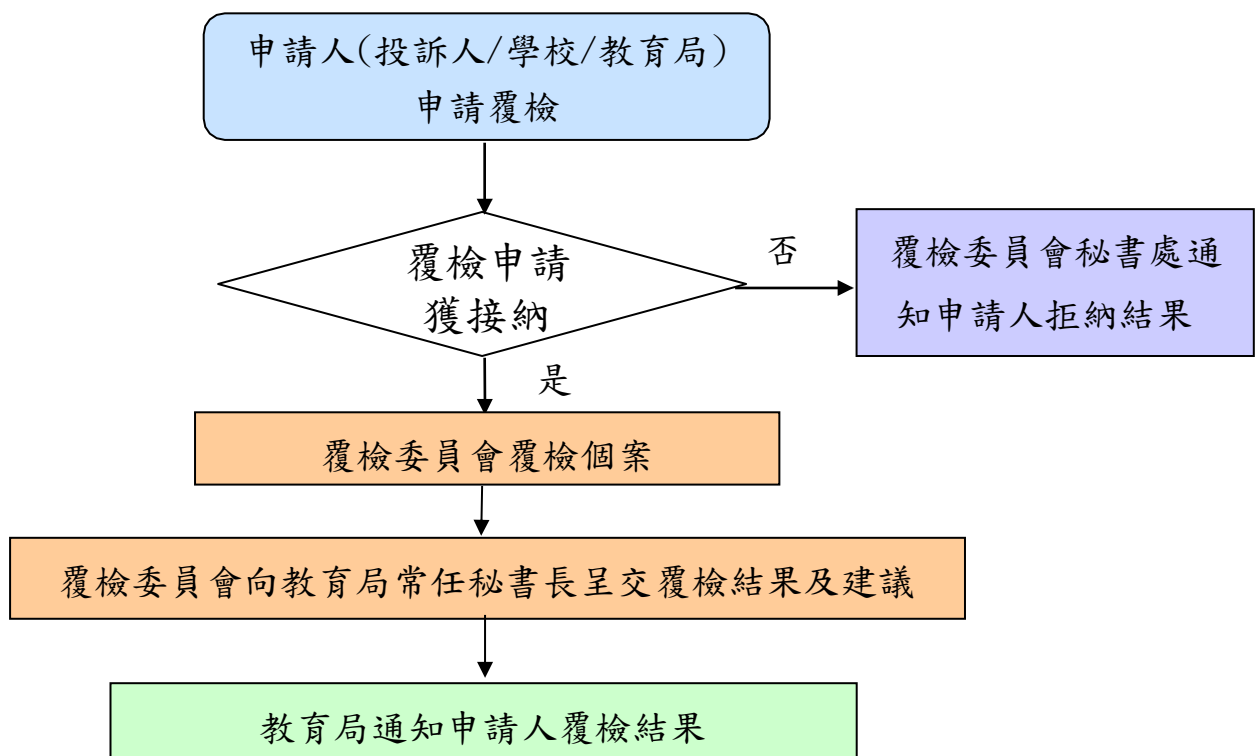 申請人(投訴人/學校/教育局)
申請覆檢
覆檢申請
獲接納
否
覆檢委員會秘書處通
知申請人拒納結果
是
覆檢委員會覆檢個案
覆檢委員會向教育局常任秘書長呈交覆檢結果及建議
教育局通知申請人覆檢結果